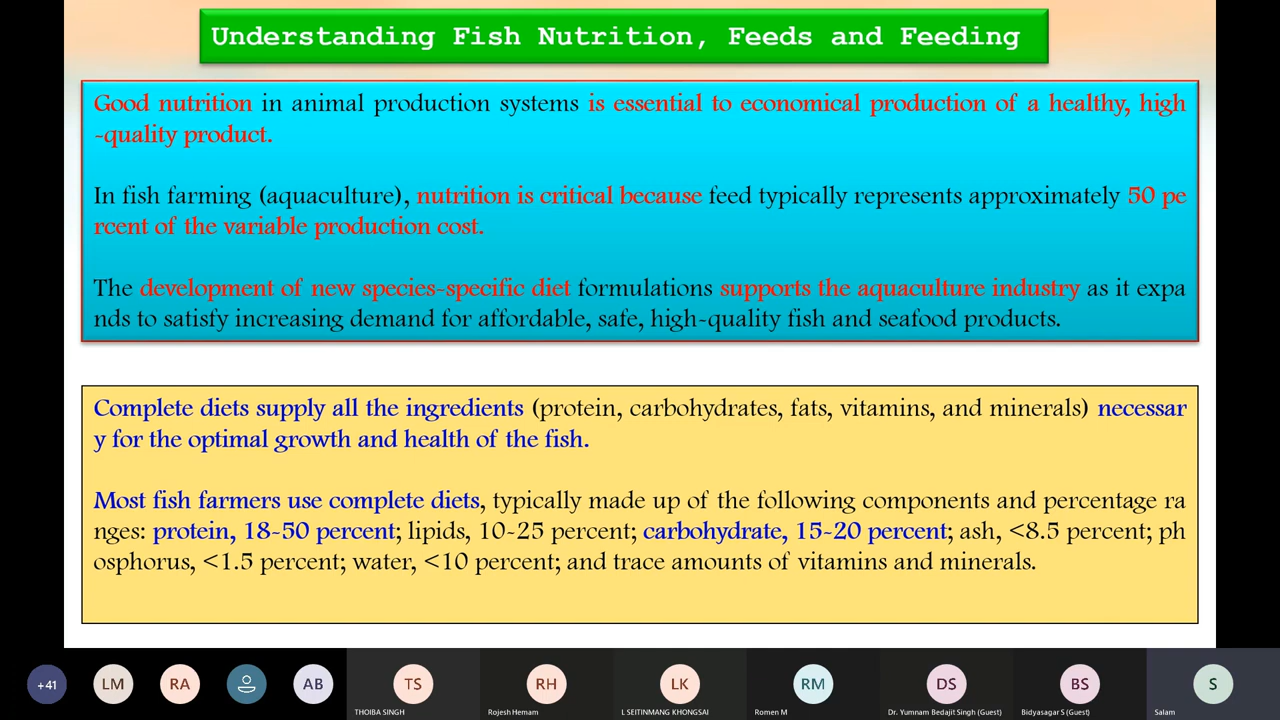 Understanding Fish Nutrition, Feeds and Feeding
Good nutrition in animal production systems is essential to economical production of a healthy, high
-quality product.
In fish farming (aquaculture), nutrition is critical because feed typically represents approximately 50 pe
rcent of the variable production cost.
The development of new species-specific diet formulations supports the aquaculture industry as it expa
nds to satisfy increasing demand for affordable, safe, high-quality fish and seafood products.
Complete diets supply all the ingredients (protein, carbohydrates, fats, vitamins, and minerals) necessar
y for the optimal growth and health of the fish.
Most fish farmers use complete diets, typically made up of the following components and percentage ra
nges: protein, 18-50 percent; lipids, 10-25 percent; carbohydrate, 15-20 percent; ash, <8.5 percent; ph
osphorus, <1.5 percent; water, <10 percent; and trace amounts of vitamins and minerals.
+41 LM RA AB TS RH LK RM DS BS S
THOIBA SINGH Rojesh Hemam L SEITINMANG KHONGSAI Romen M Dr. Yumnam Bedajit Singh (Guest) Bidyasagar S (Guest) Salam